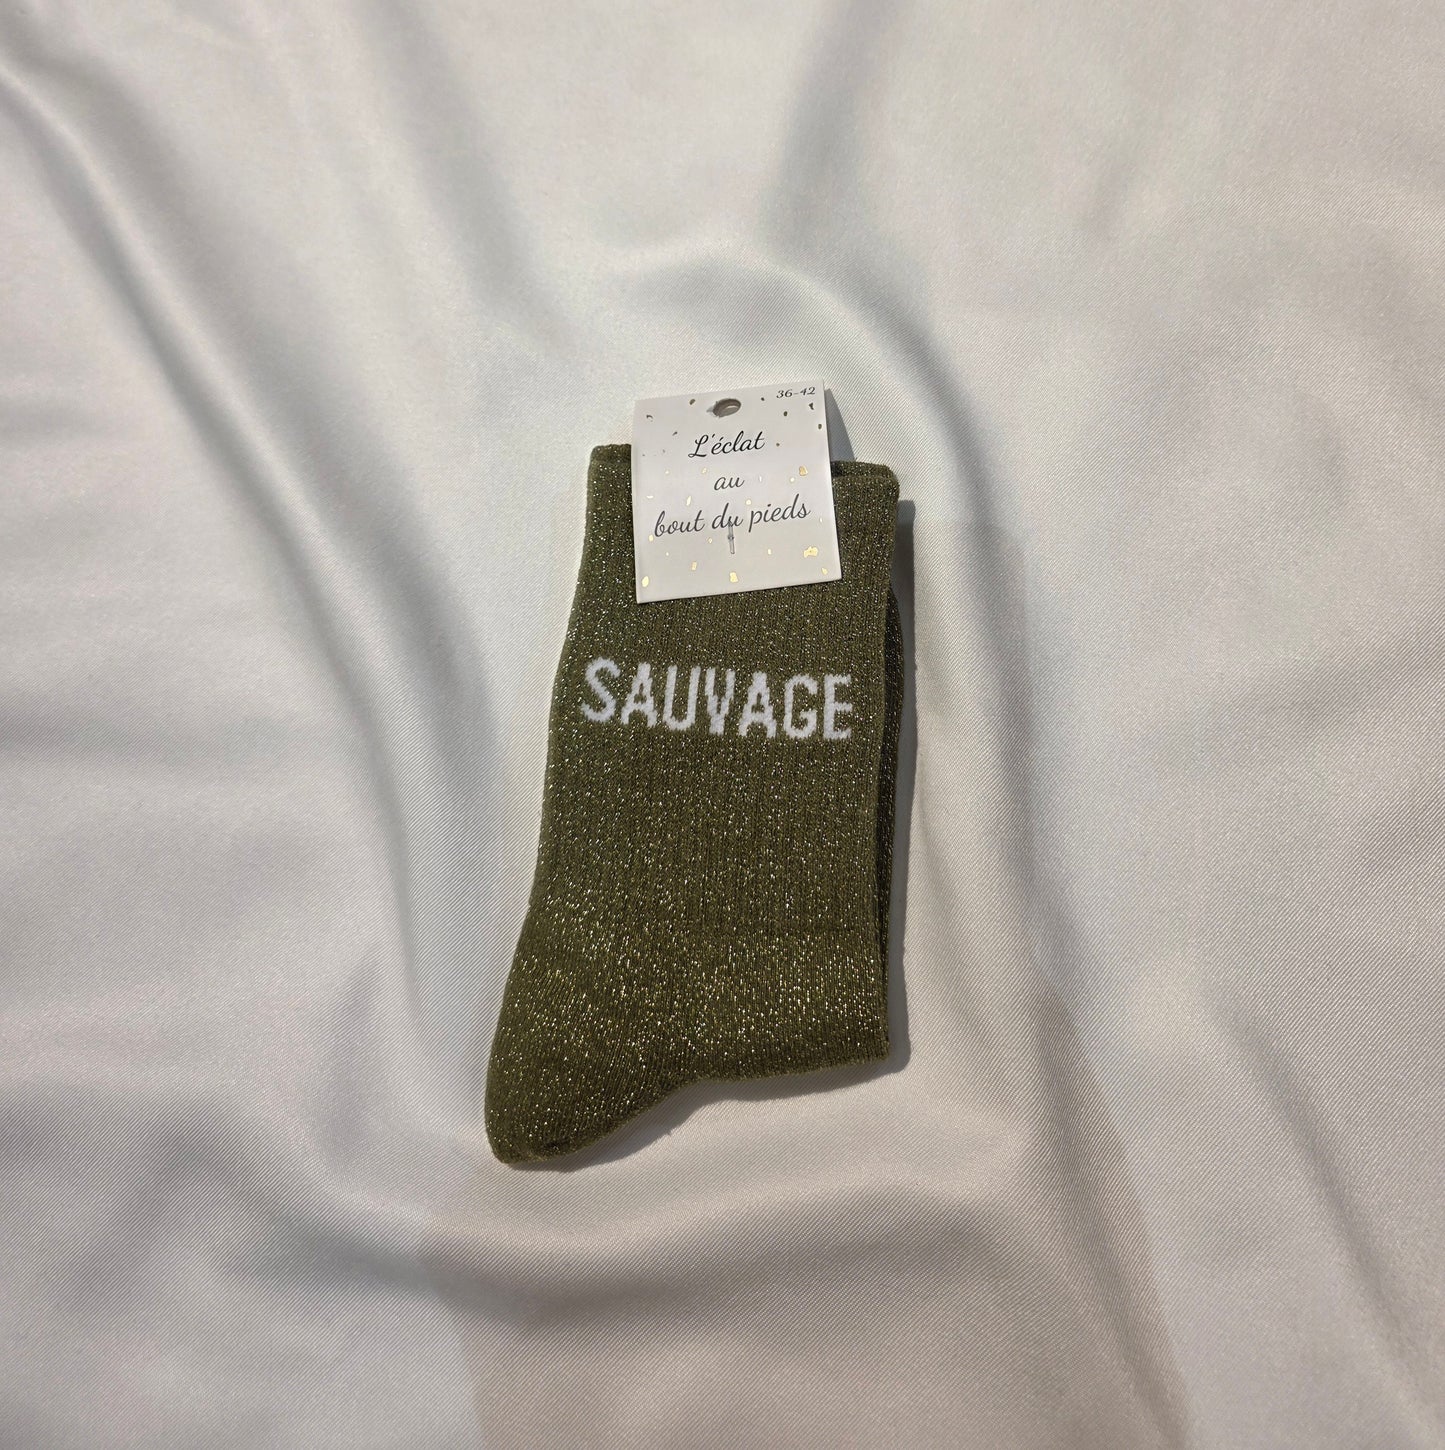 36-42
L'éclat
au
bout du pieds
SAUVAGE